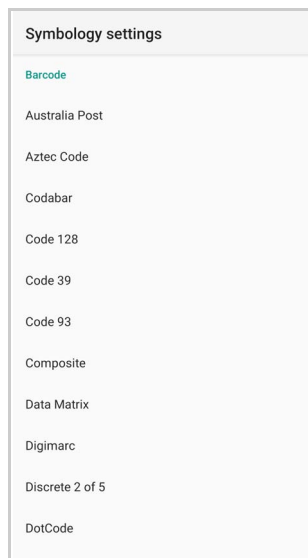 Symbology settings
Barcode
Australia Post
Aztec Code
Codabar
Code 128
Code 39
Code 93
Composite
Data Matrix
Digimarc
Discrete 2 of 5
DotCode